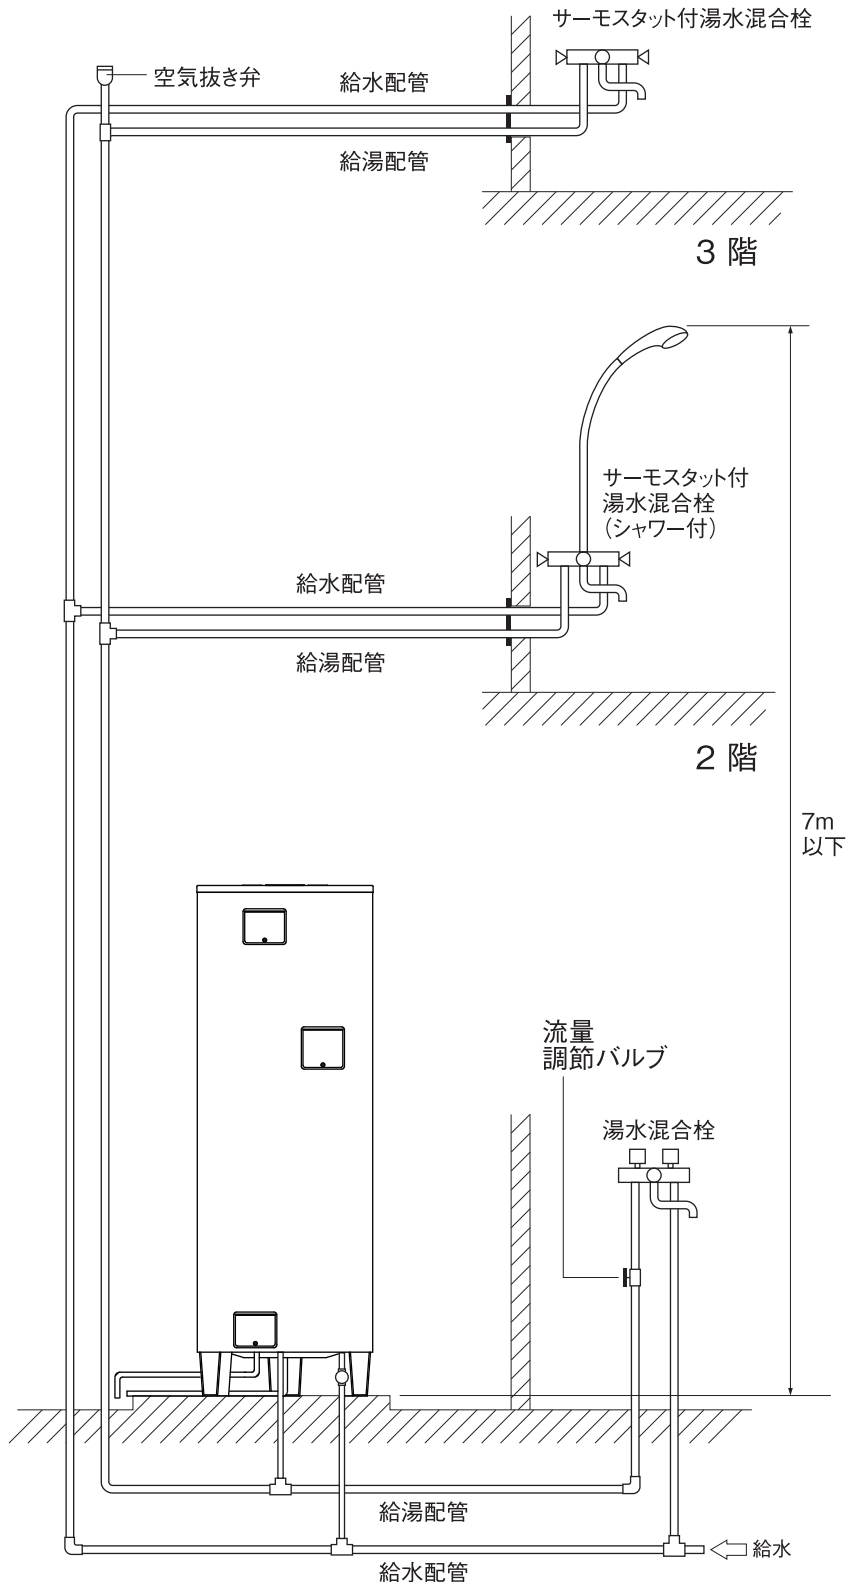 サーモスタット付湯水混合栓
空気抜き弁
給水配管
給湯配管
3 階
サーモスタット付
湯水混合栓
(シャワー付)
給水配管
給湯配管
2 階
7m
以下
流量
調節バルブ
湯水混合栓
給湯配管
給水
給水配管